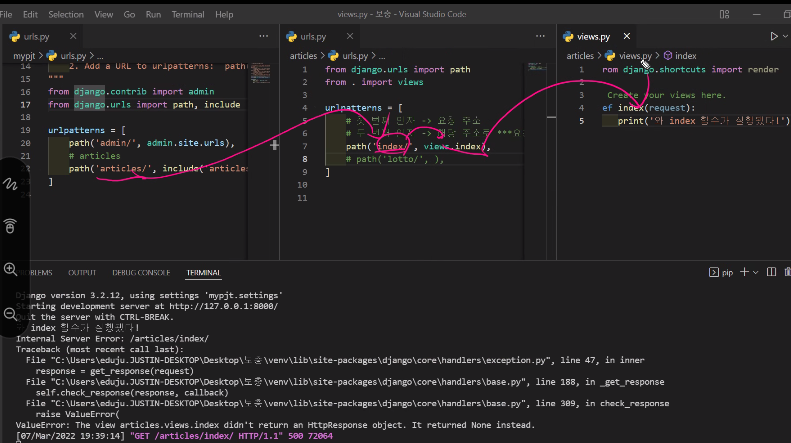 File Edit Selection View Go Run Terminal Help
views.py - 보충 - Visual Studio Code
urls.py
mypjt > urls.py > ...
14 2. Add a URL to urlpatterns: path
15 """
16 from django.contrib import admin
17 from django.urls import path, include
18
19 urlpatterns = [
20 path('admin/', admin.site.urls),
21 # articles
22 path('articles/', include('articles
23 ]
24
urls.py
articles > urls.py > ...
1 from django.urls import path
2 from . import views
3
4 urlpatterns = [
5 # 첫 번째 인자 -> 요청 주소
6 # 두 번째 인자 -> 해당 주소로 ***요
7 path('index/', views.index),
8 # path('lotto/', ),
9 ]
10
11
views.py
articles > views.py > index
1 rom django.shortcuts import render
2
3 Create your views here.
4 ef index(request):
5 print('와 index 함수가 실행됐다!')
OBLEMS OUTPUT DEBUG CONSOLE TERMINAL
pip
Django version 3.2.12, using settings 'mypjt.settings'
Starting development server at http://127.0.0.1:8000/
Quit the server with CTRL-BREAK.
와 index 함수가 실행됐다!
Internal Server Error: /articles/index/
Traceback (most recent call last):
File "C:\Users\eduju.JUSTIN-DESKTOP\Desktop\보충\venv\lib\site-packages\django\core\handlers\exception.py", line 47, in inner
response = get_response(request)
File "C:\Users\eduju.JUSTIN-DESKTOP\Desktop\보충\venv\lib\site-packages\django\core\handlers\base.py", line 188, in _get_response
self.check_response(response, callback)
File "C:\Users\eduju.JUSTIN-DESKTOP\Desktop\보충\venv\lib\site-packages\django\core\handlers\base.py", line 309, in check_response
raise ValueError(
ValueError: The view articles.views.index didn't return an HttpResponse object. It returned None instead.
[07/Mar/2022 19:39:14] "GET /articles/index/ HTTP/1.1" 500 72064